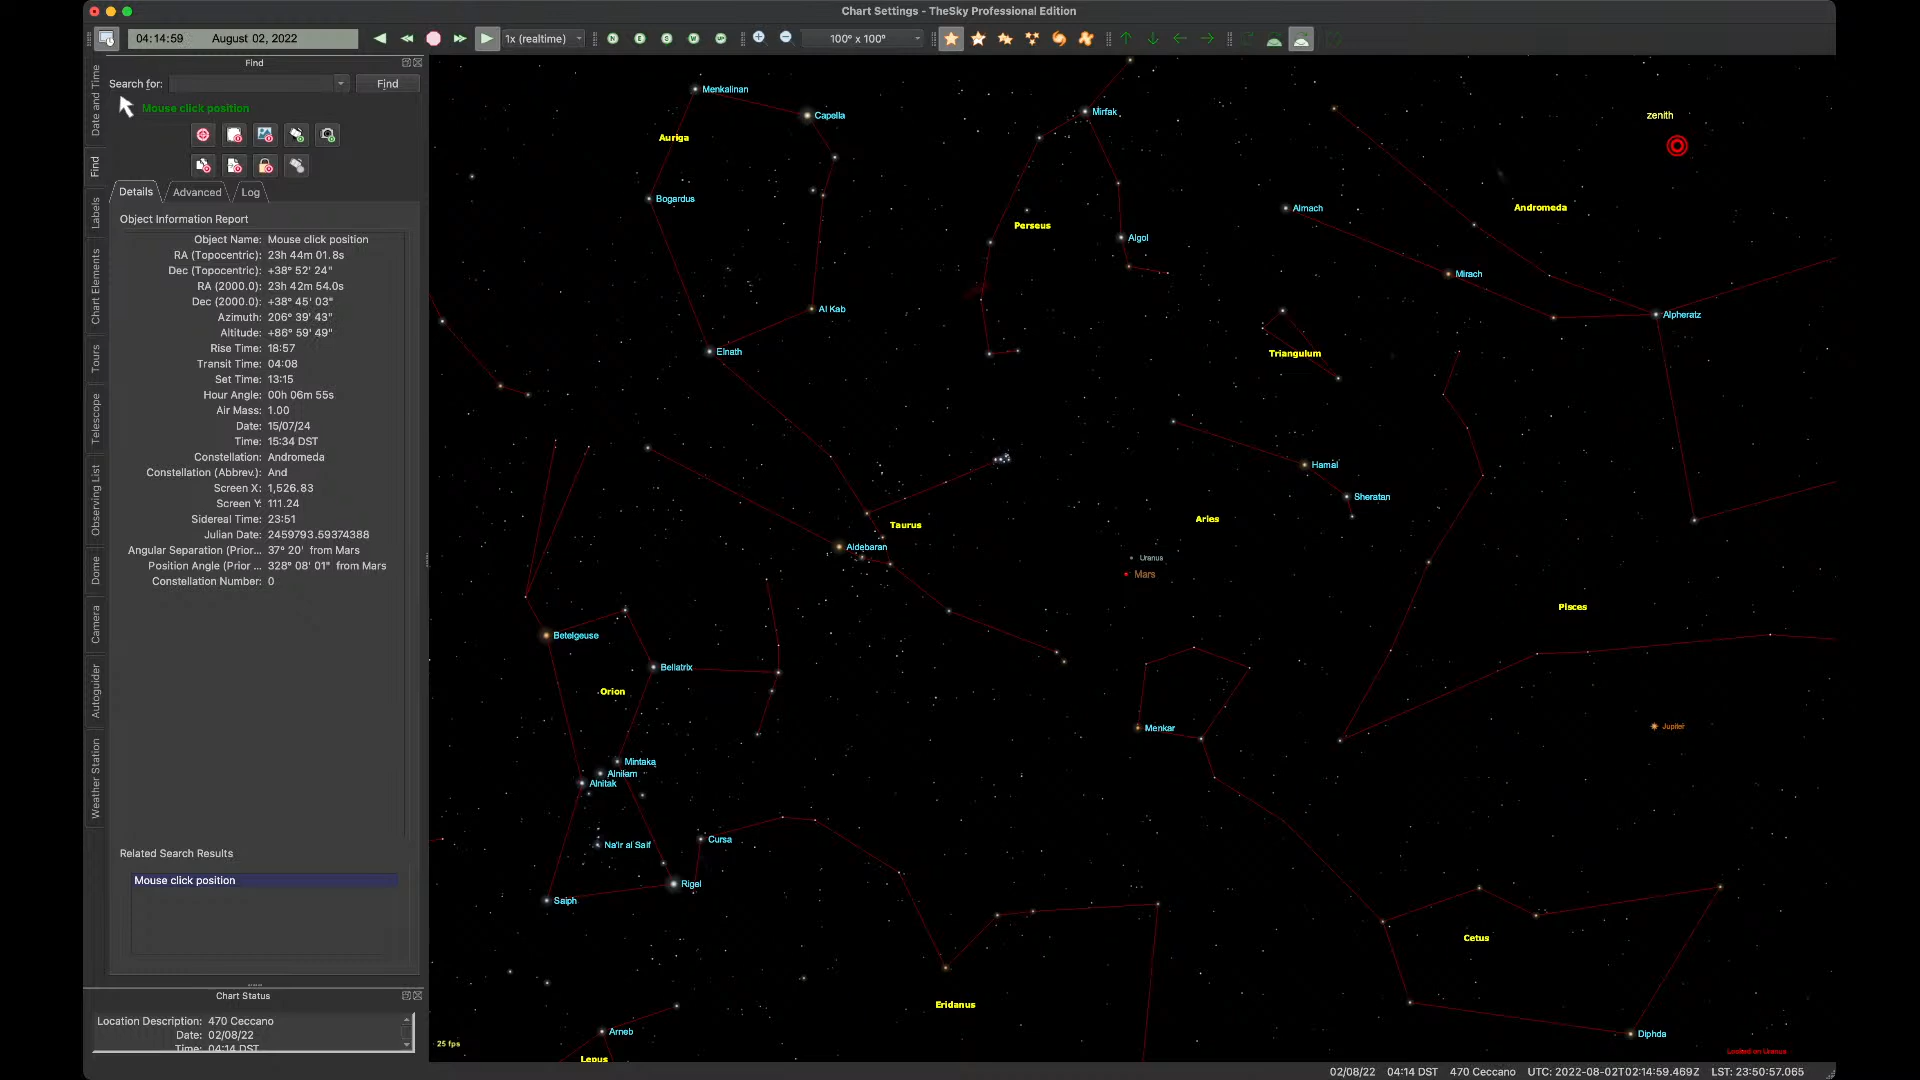 Chart Settings - TheSky Professional Edition
04:14:59 August 02, 2022
1x (realtime)
N E S W UP
100° x 100°
Find
Search for:
Find
Mouse click position
Date and Time
Find
Labels
Chart Elements
Tours
Telescope
Observing List
Dome
Camera
Autoguider
Weather Station
Details Advanced Log
Object Information Report
Object Name: Mouse click position
RA (Topocentric): 23h 44m 01.8s
Dec (Topocentric): +38° 52' 24"
RA (2000.0): 23h 42m 54.0s
Dec (2000.0): +38° 45' 03"
Azimuth: 206° 39' 43"
Altitude: +86° 59' 49"
Rise Time: 18:57
Transit Time: 04:08
Set Time: 13:15
Hour Angle: 00h 06m 55s
Air Mass: 1.00
Date: 15/07/24
Time: 15:34 DST
Constellation: Andromeda
Constellation (Abbrev.): And
Screen X: 1,526.83
Screen Y: 111.24
Sidereal Time: 23:51
Julian Date: 2459793.59374388
Angular Separation (Prior... 37° 20' from Mars
Position Angle (Prior ... 328° 08' 01" from Mars
Constellation Number: 0
Related Search Results
Mouse click position
Chart Status
Location Description: 470 Ceccano
Date: 02/08/22
Time: 04:14 DST
Menkalinan
Capella
Mirfak
zenith
Auriga
Bogardus
Almach
Andromeda
Perseus
Algol
Mirach
Al Kab
Alpheratz
Elnath
Triangulum
Hamal
Sheratan
Aries
Taurus
Aldebaran
Uranus
Mars
Pisces
Betelgeuse
Bellatrix
Orion
Menkar
Jupiter
Mintaka
Alnilam
Alnitak
Na'ir al Saif
Cursa
Rigel
Saiph
Cetus
Eridanus
Arneb
Diphda
25 fps
Lepus
Locked on Uranus
02/08/22 04:14 DST 470 Ceccano UTC: 2022-08-02T02:14:59.469Z LST: 23:50:57.065